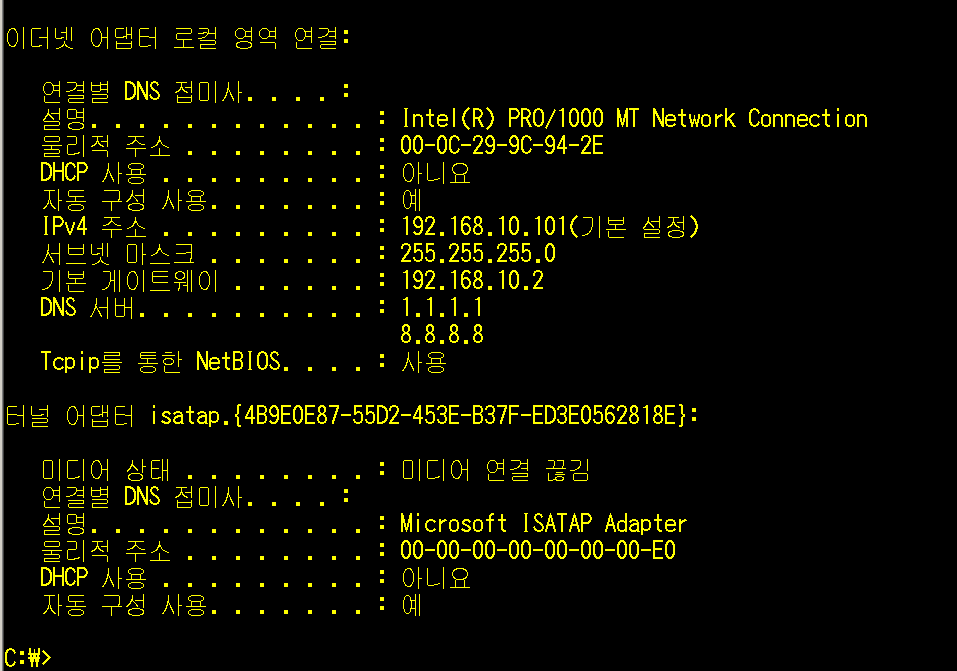 이더넷 어댑터 로컬 영역 연결:
연결별 DNS 접미사. . . . :
설명. . . . . . . . . . . . : Intel(R) PRO/1000 MT Network Connection
물리적 주소 . . . . . . . . : 00-0C-29-9C-94-2E
DHCP 사용 . . . . . . . . . : 아니요
자동 구성 사용. . . . . . . : 예
IPv4 주소 . . . . . . . . . : 192.168.10.101(기본 설정)
서브넷 마스크 . . . . . . . : 255.255.255.0
기본 게이트웨이 . . . . . . : 192.168.10.2
DNS 서버. . . . . . . . . . : 1.1.1.1
8.8.8.8
Tcpip를 통한 NetBIOS. . . . : 사용
터널 어댑터 isatap.{4B9E0E87-55D2-453E-B37F-ED3E0562818E}:
미디어 상태 . . . . . . . . : 미디어 연결 끊김
연결별 DNS 접미사. . . . :
설명. . . . . . . . . . . . : Microsoft ISATAP Adapter
물리적 주소 . . . . . . . . : 00-00-00-00-00-00-00-E0
DHCP 사용 . . . . . . . . . : 아니요
자동 구성 사용. . . . . . . : 예
C:₩>